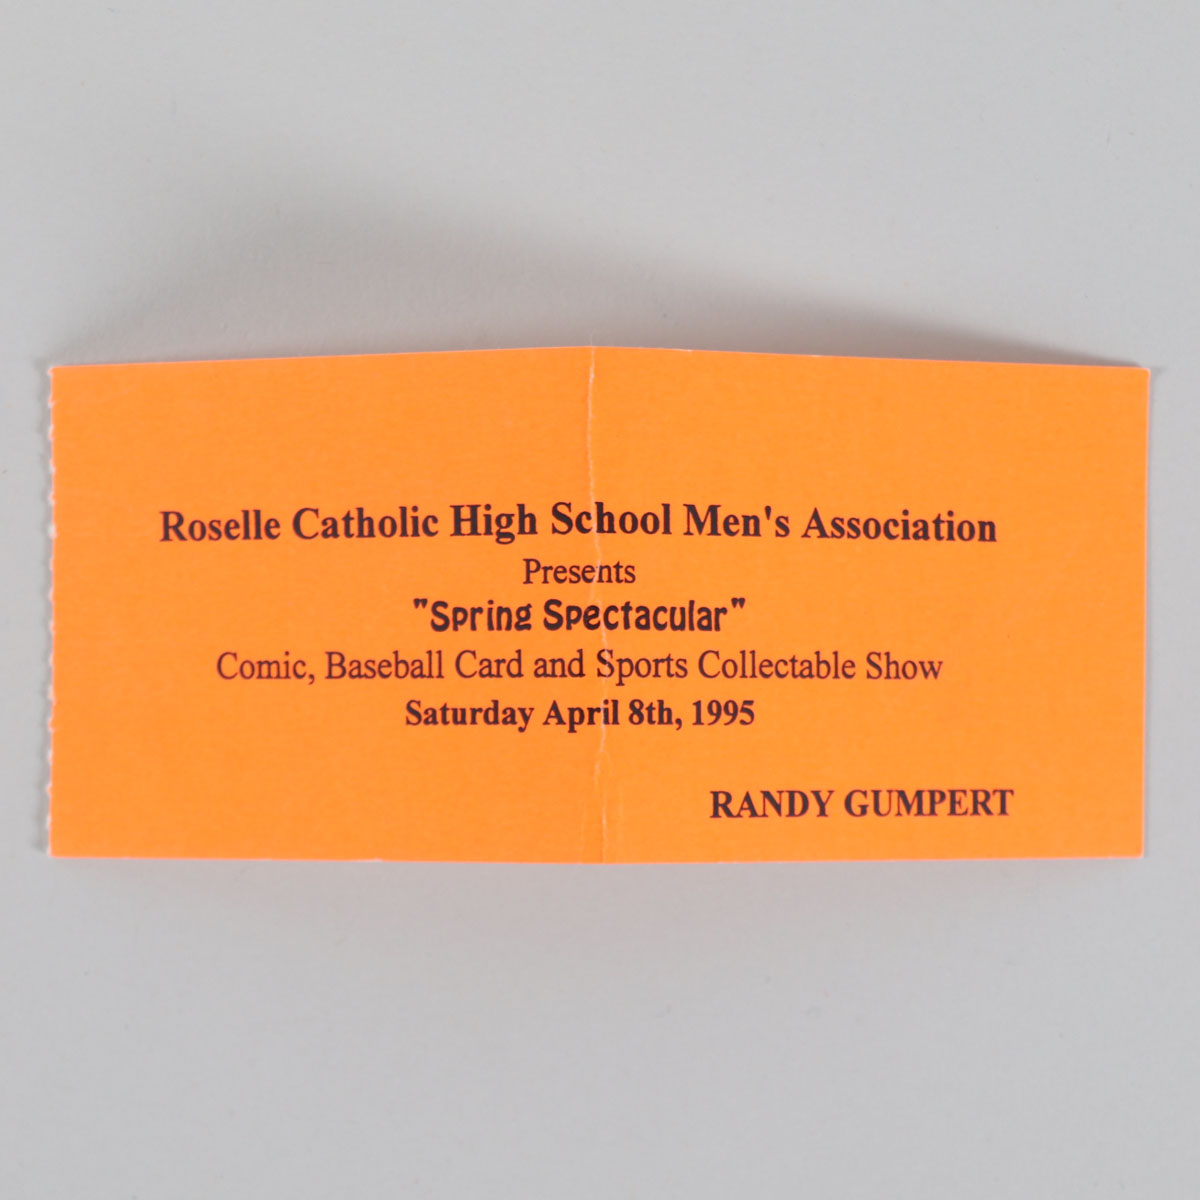 Roselle Catholic High School Men's Association
Presents
"Spring Spectacular"
Comic, Baseball Card and Sports Collectable Show
Saturday April 8th, 1995
RANDY GUMPERT